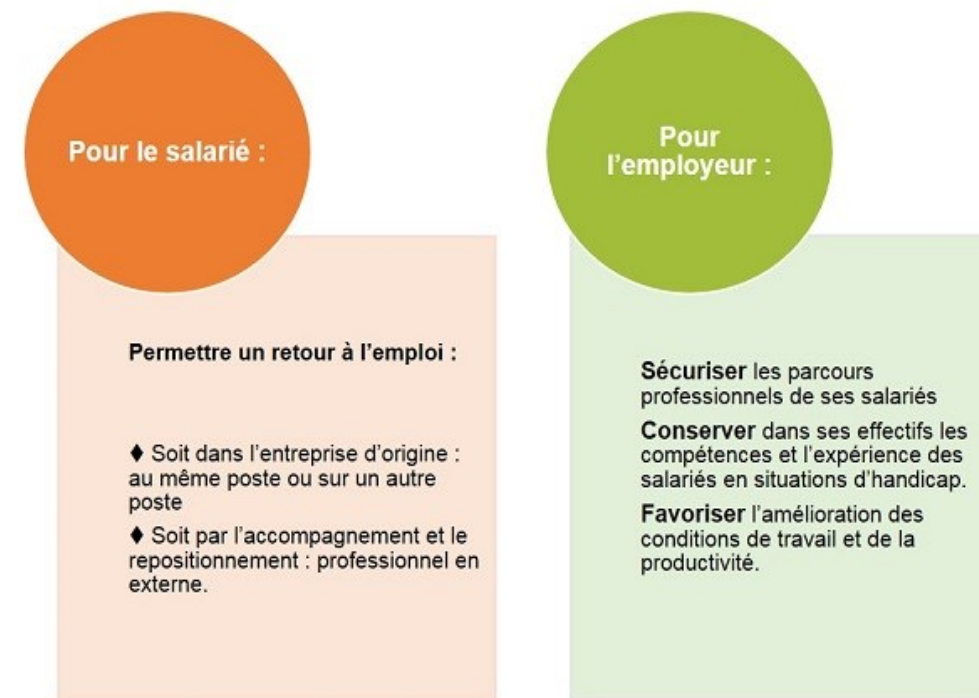 Pour le salarié :
Permettre un retour à l'emploi :
♦ Soit dans l'entreprise d'origine :
au même poste ou sur un autre
poste
♦ Soit par l'accompagnement et le
repositionnement : professionnel en
externe.
Pour
l'employeur :
Sécuriser les parcours
professionnels de ses salariés
Conserver dans ses effectifs les
compétences et l'expérience des
salariés en situations d'handicap.
Favoriser l'amélioration des
conditions de travail et de la
productivité.